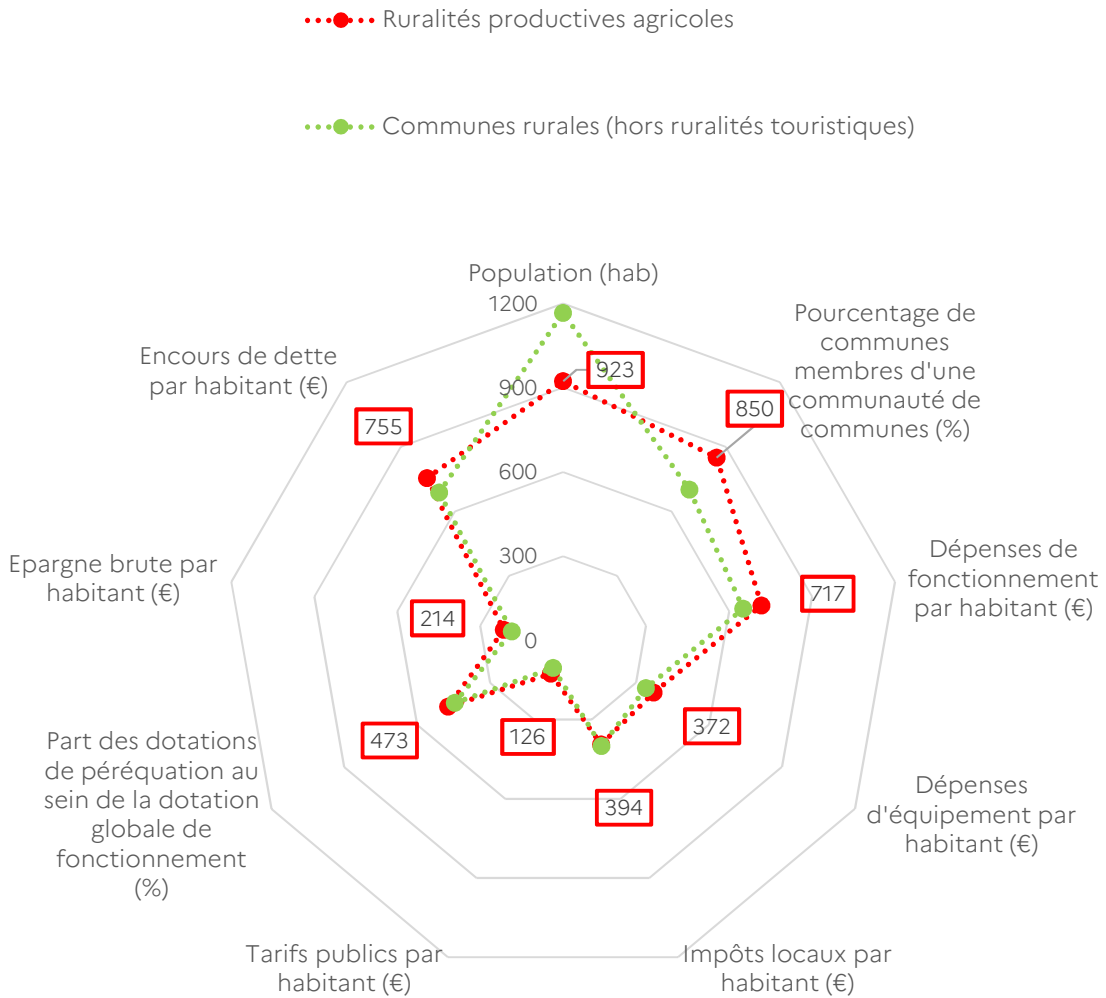 Ruralités productives agricoles
Communes rurales (hors ruralités touristiques)
Population (hab)
1200
900
600
300
0
923
Pourcentage de
communes
membres d'une
communauté de
communes (%)
850
Dépenses de
fonctionnement
par habitant (€)
717
Dépenses
d'équipement par
habitant (€)
372
Impôts locaux par
habitant (€)
394
Tarifs publics par
habitant (€)
126
Part des dotations
de péréquation au
sein de la dotation
globale de
fonctionnement
(%)
473
Epargne brute par
habitant (€)
214
Encours de dette
par habitant (€)
755